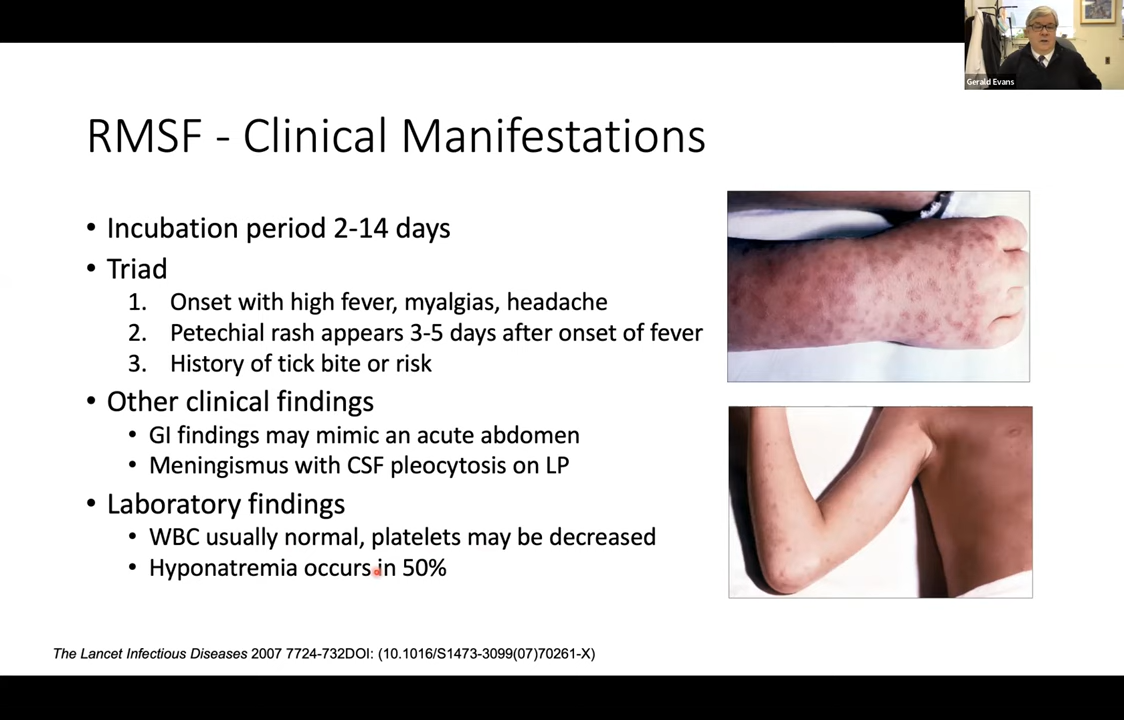 Gerald Evans
RMSF - Clinical Manifestations
• Incubation period 2-14 days
• Triad
1. Onset with high fever, myalgias, headache
2. Petechial rash appears 3-5 days after onset of fever
3. History of tick bite or risk
• Other clinical findings
• GI findings may mimic an acute abdomen
• Meningismus with CSF pleocytosis on LP
• Laboratory findings
• WBC usually normal, platelets may be decreased
• Hyponatremia occurs in 50%
The Lancet Infectious Diseases 2007 7724-732DOI: (10.1016/S1473-3099(07)70261-X)